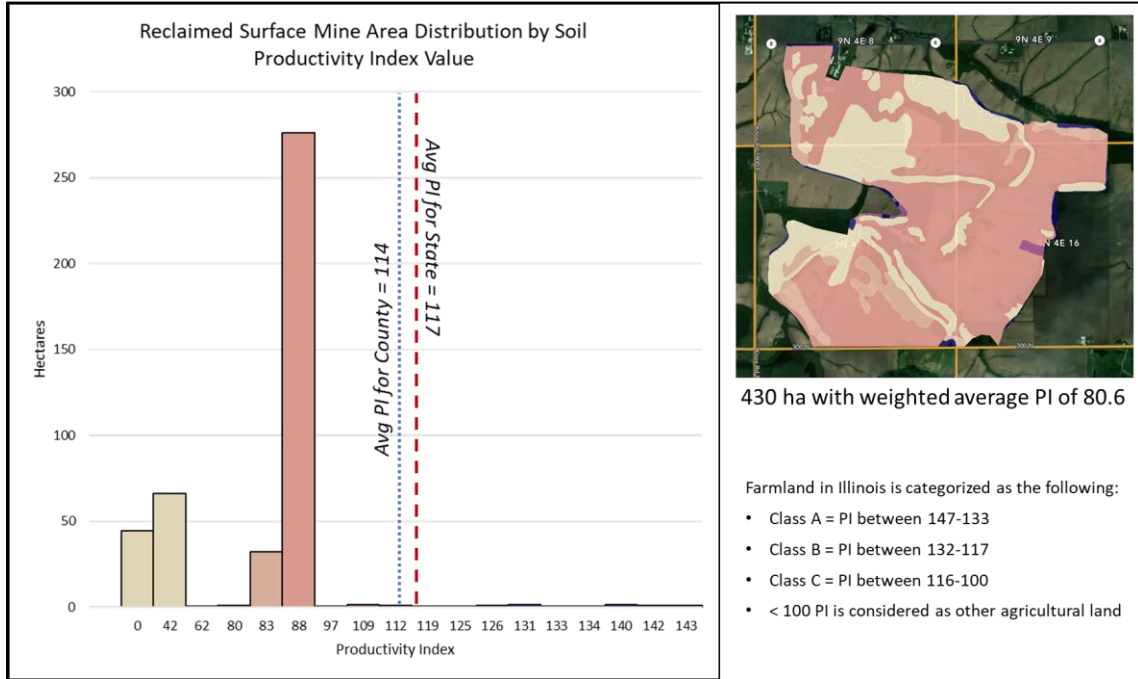 Reclaimed Surface Mine Area Distribution by Soil
Productivity Index Value
300
250
200
150
100
50
0
Hectares
Avg PI for County = 114
Avg PI for State = 117
0 42 62 80 83 88 97 109 112 119 125 126 131 133 134 140 142 143
Productivity Index
9N 4E 8
9N 4E 9
9N 4E 16
300 N
300 N
430 ha with weighted average PI of 80.6
Farmland in Illinois is categorized as the following:
• Class A = PI between 147-133
• Class B = PI between 132-117
• Class C = PI between 116-100
• < 100 PI is considered as other agricultural land